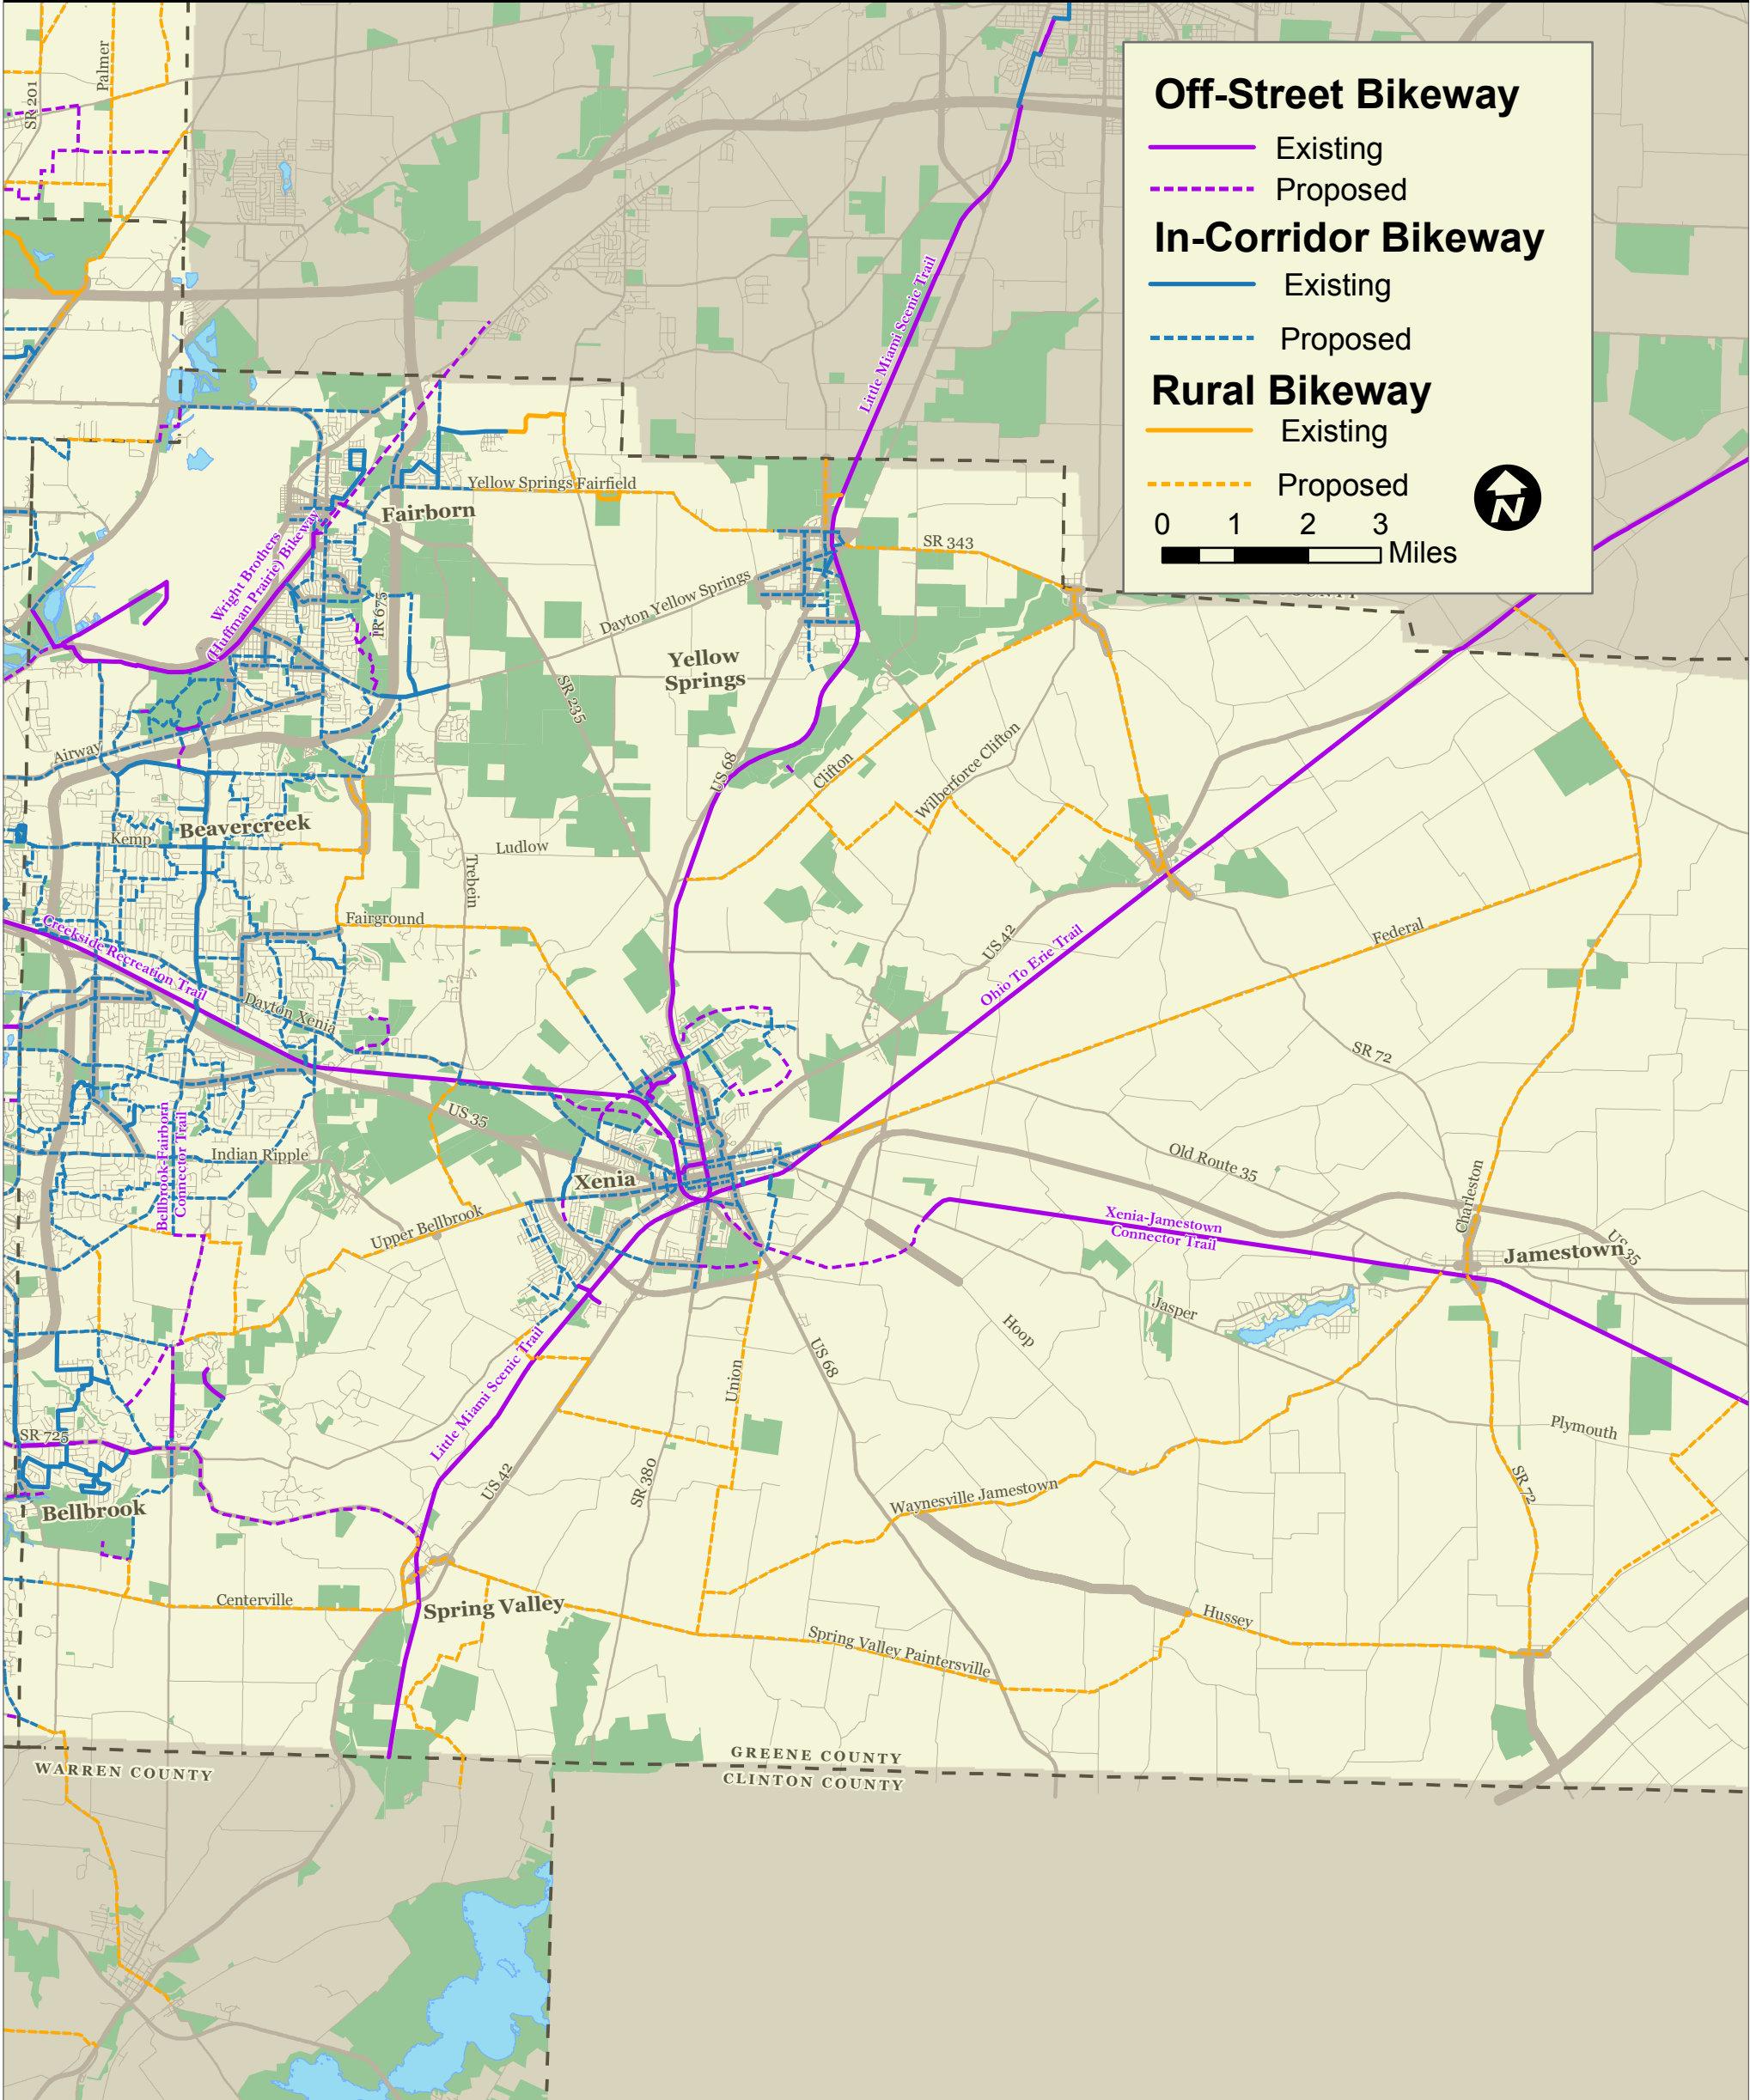 Palmer
SR 201
Off-Street Bikeway
Existing
Proposed
In-Corridor Bikeway
Existing
Proposed
Rural Bikeway
Existing
Proposed
N
0 1 2 3
Miles
Little Miami Scenic Trail
Yellow Springs Fairfield
Fairborn
SR 343
Wright Brothers
(Huffman Prairie) Bikeway
IR 675
Dayton Yellow Springs
Yellow
Springs
SR 235
Airway
US 68
Clifton
Wilberforce Clifton
Beavercreek
Kemp
Ludlow
Trebein
Fairground
Federal
US 42
Creekside Recreation Trail
Ohio To Erie Trail
Dayton Xenia
SR 72
US 35
Bellbrook-Fairborn
Connector Trail
Indian Ripple
Old Route 35
Xenia
Charleston
Upper Bellbrook
Xenia-Jamestown
Connector Trail
US 35
Jamestown
Jasper
Hoop
Little Miami Scenic Trail
US 68
Union
SR 725
Plymouth
US 42
SR 380
SR 72
Waynesville Jamestown
Bellbrook
Centerville
Spring Valley
Hussey
Spring Valley Paintersville
GREENE COUNTY
WARREN COUNTY
CLINTON COUNTY